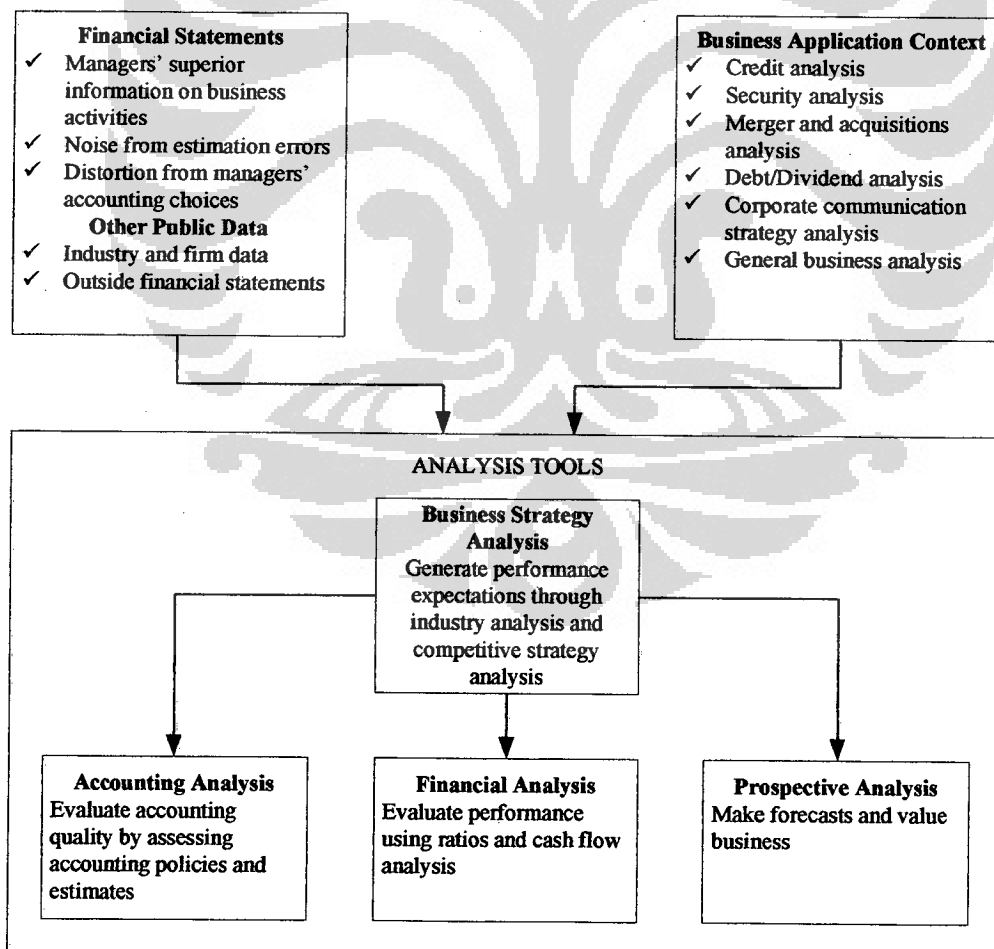 Financial Statements
✓ Managers' superior
information on business
activities
✓ Noise from estimation errors
✓ Distortion from managers'
accounting choices
Other Public Data
✓ Industry and firm data
✓ Outside financial statements
Business Application Context
✓ Credit analysis
✓ Security analysis
✓ Merger and acquisitions
analysis
✓ Debt/Dividend analysis
✓ Corporate communication
strategy analysis
✓ General business analysis
ANALYSIS TOOLS
Business Strategy
Analysis
Generate performance
expectations through
industry analysis and
competitive strategy
analysis
Accounting Analysis
Evaluate accounting
quality by assessing
accounting policies and
estimates
Financial Analysis
Evaluate performance
using ratios and cash flow
analysis
Prospective Analysis
Make forecasts and value
business